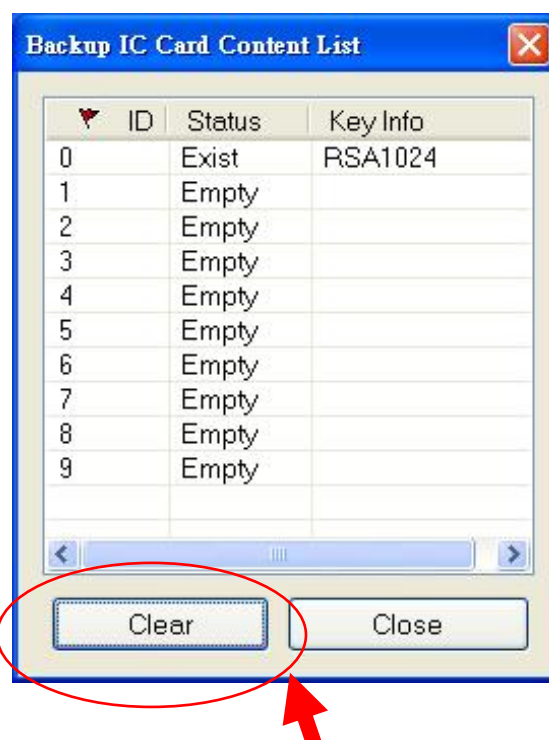 Backup IC Card Content List
ID Status Key Info
0 Exist RSA1024
1 Empty
2 Empty
3 Empty
4 Empty
5 Empty
6 Empty
7 Empty
8 Empty
9 Empty
Clear Close